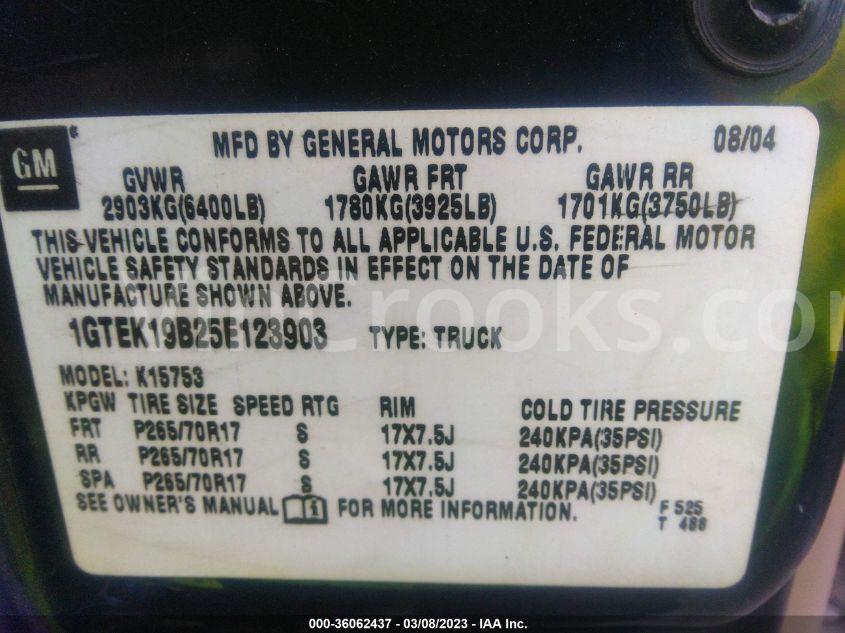 GM
MFD BY GENERAL MOTORS CORP. 08/04
GVWR GAWR FRT GAWR RR
2903KG(6400LB) 1780KG(3925LB) 1701KG(3750LB)
THIS VEHICLE CONFORMS TO ALL APPLICABLE U.S. FEDERAL MOTOR
VEHICLE SAFETY STANDARDS IN EFFECT ON THE DATE OF
MANUFACTURE SHOWN ABOVE.
1GTEK19B25E123903 TYPE: TRUCK
MODEL: K15753
KPGW TIRE SIZE SPEED RTG RIM COLD TIRE PRESSURE
FRT P265/70R17 S 17X7.5J 240KPA(35PSI)
RR P265/70R17 S 17X7.5J 240KPA(35PSI)
SPA P265/70R17 S 17X7.5J 240KPA(35PSI)
SEE OWNER'S MANUAL FOR MORE INFORMATION.
F 525
T 488
000-36062437 - 03/08/2023 - IAA Inc.